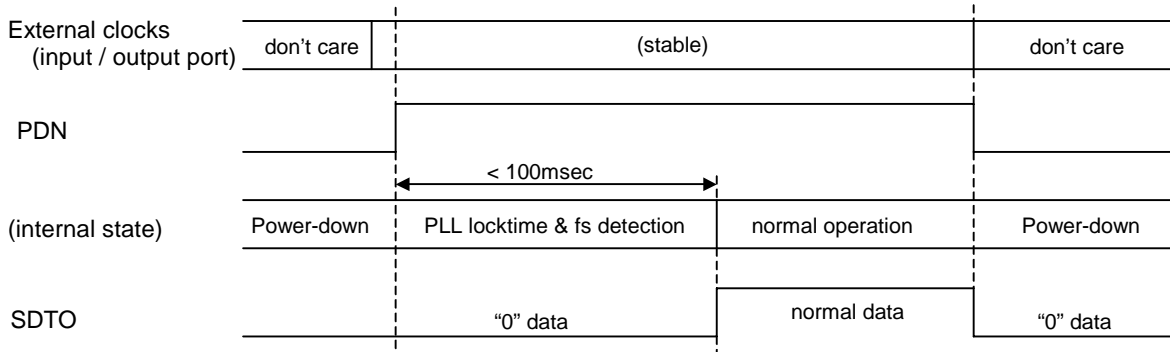 External clocks
(input / output port)
don’t care
(stable)
don’t care
PDN
< 100msec
(internal state)
Power-down
PLL locktime & fs detection
normal operation
Power-down
SDTO
“0” data
normal data
“0” data